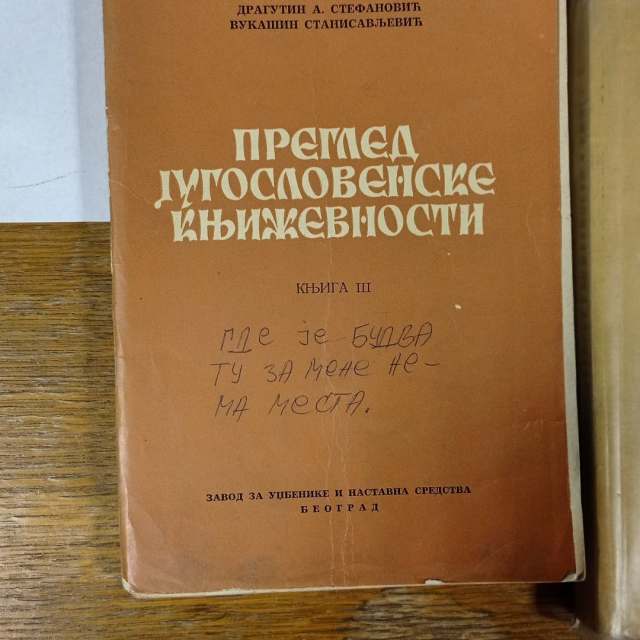 ДРАГУТИН А. СТЕФАНОВИЋ
ВУКАШИН СТАНИСАВЉЕВИЋ
ПРЕГЛЕД
ЈУГОСЛОВЕНСКЕ
КЊИЖЕВНОСТИ
КЊИГА III
ГДЕ ЈЕ БУДВА
ТУ ЗА МЕНЕ НЕ–
МА МЕСТА.
ЗАВОД ЗА УЏБЕНИКЕ И НАСТАВНА СРЕДСТВА
БЕОГРАД